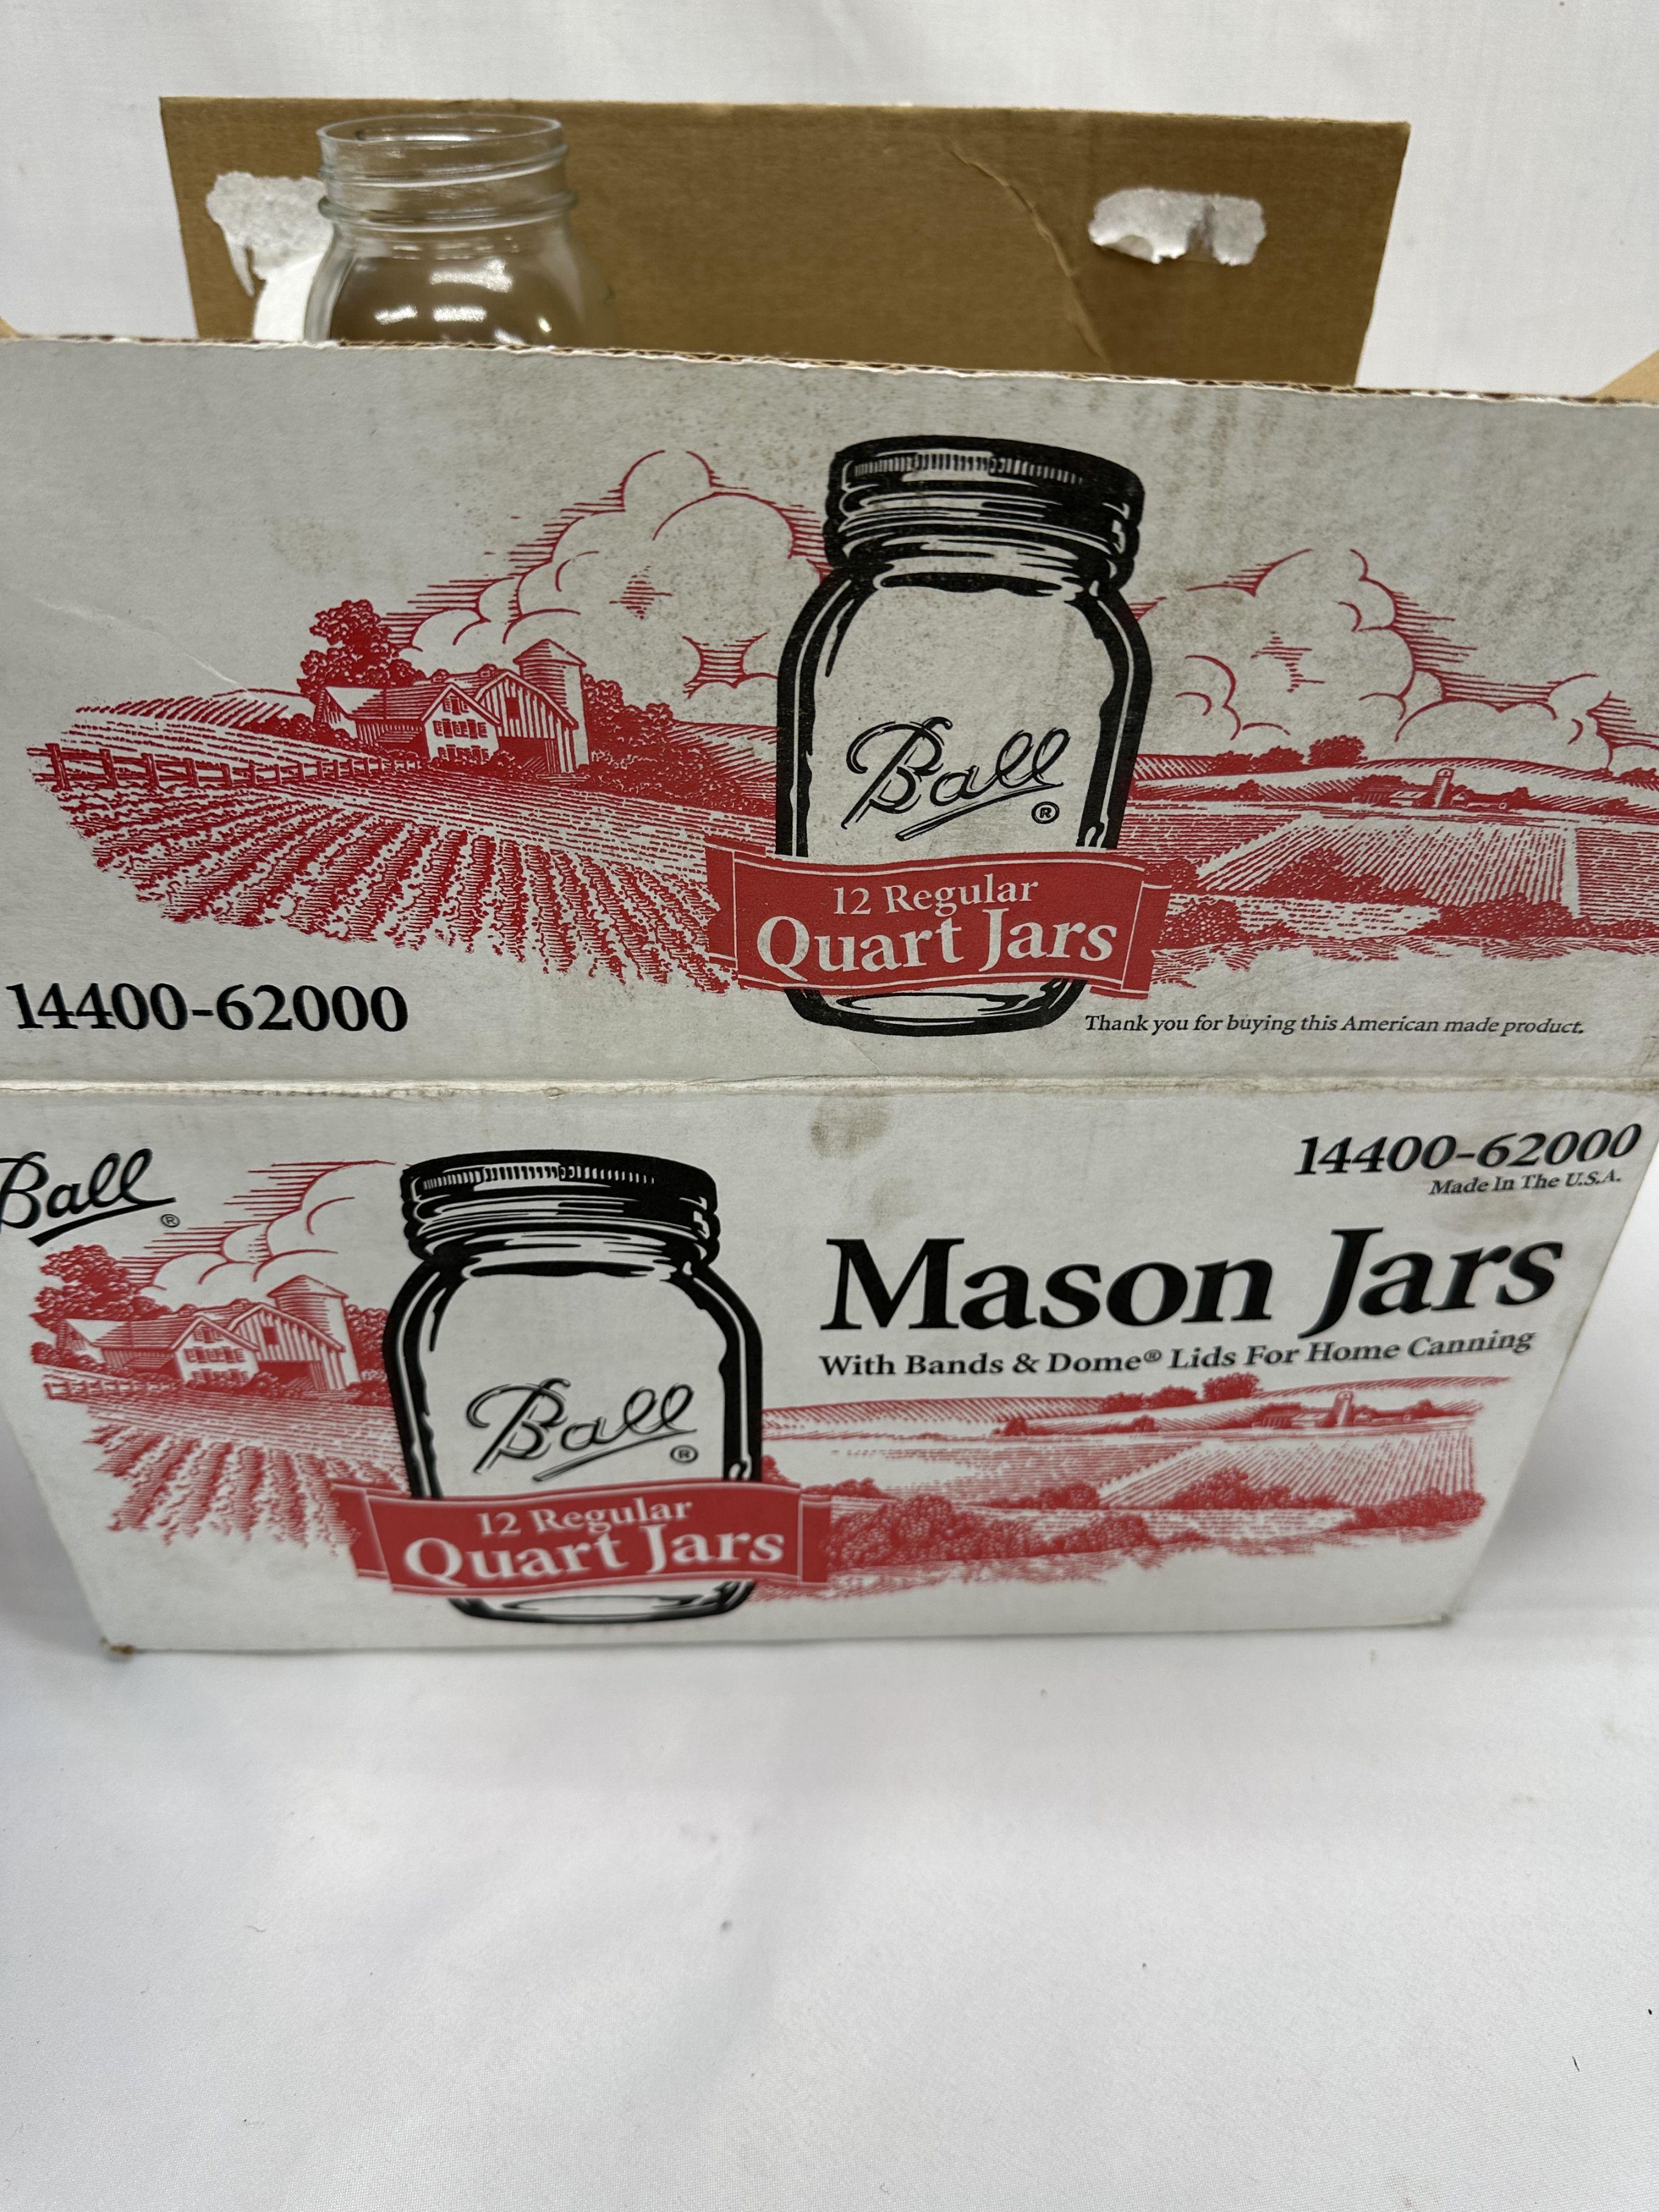 Ball
®
12 Regular
Quart Jars
14400-62000
Thank you for buying this American made product.
Ball
®
14400-62000
Made In The U.S.A.
Mason Jars
With Bands & Dome® Lids For Home Canning
Ball
®
12 Regular
Quart Jars